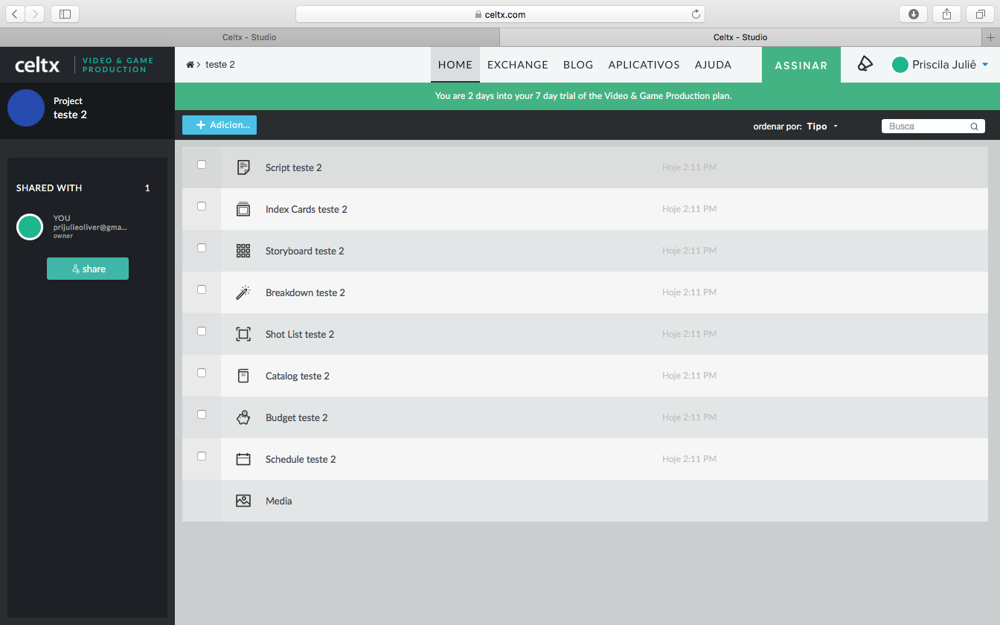 celtx.com
Celtx - Studio
Celtx - Studio
celtx
VIDEO & GAME
PRODUCTION
teste 2
HOME
EXCHANGE
BLOG
APLICATIVOS
AJUDA
ASSINAR
Priscila Juliê
Project
teste 2
You are 2 days into your 7 day trial of the Video & Game Production plan.
+ Adicion...
ordenar por: Tipo
Busca
SHARED WITH 1
YOU
prijulieoliver@gma...
owner
share
Script teste 2 Hoje 2:11 PM
Index Cards teste 2 Hoje 2:11 PM
Storyboard teste 2 Hoje 2:11 PM
Breakdown teste 2 Hoje 2:11 PM
Shot List teste 2 Hoje 2:11 PM
Catalog teste 2 Hoje 2:11 PM
Budget teste 2 Hoje 2:11 PM
Schedule teste 2 Hoje 2:11 PM
Media